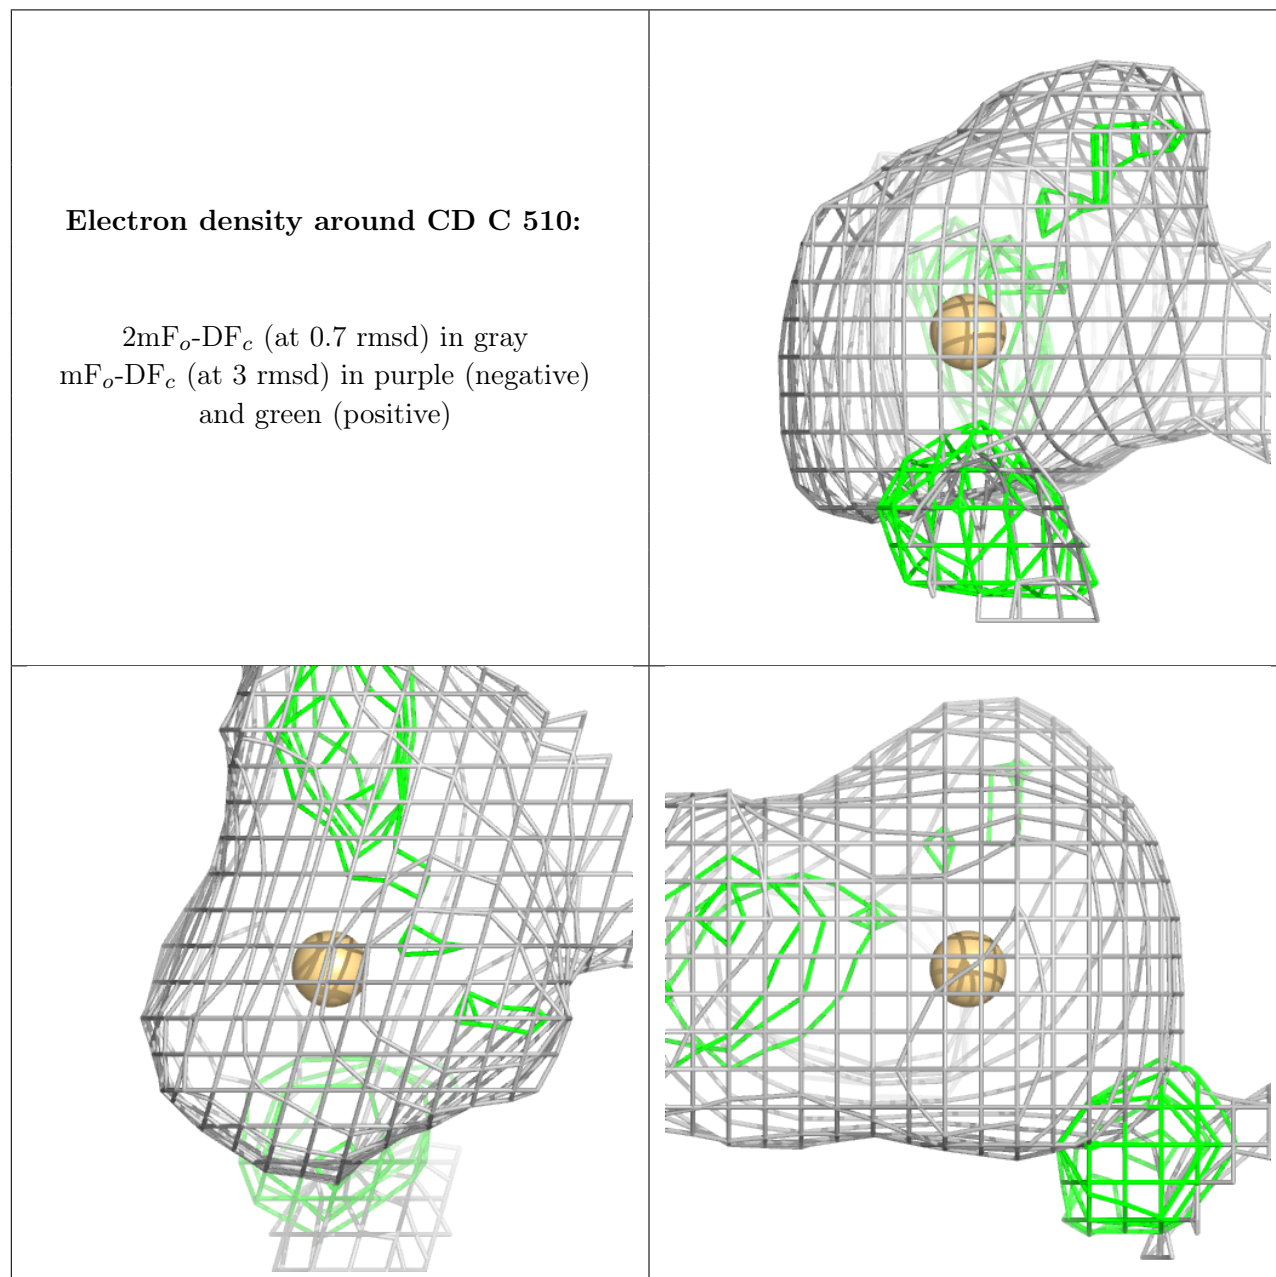 Electron density around CD C 510:
2mFo-DFc (at 0.7 rmsd) in gray
mFo-DFc (at 3 rmsd) in purple (negative)
and green (positive)